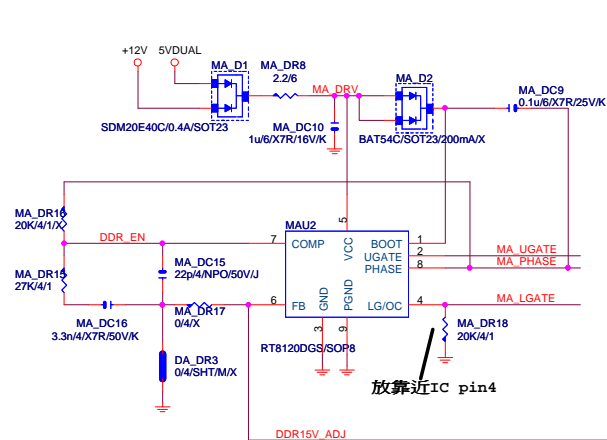 +12V 5VDUAL
MA_D1
MA_DR8
2.2/6
MA_DRV
MA_D2
MA_DC9
0.1u/6/X7R/25V/K
SDM20E40C/0.4A/SOT23
MA_DC10
1u/6/X7R/16V/K
BAT54C/SOT23/200mA/X
MA_DR16
20K/4/1/X
DDR_EN
MAU2
5
7
COMP
VCC
BOOT
1
UGATE
2
MA_UGATE
PHASE
8
MA_PHASE
MA_DR15
27K/4/1
MA_DC15
22p/4/NPO/50V/J
MA_DC16
3.3n/4/X7R/50V/K
MA_DR17
0/4/X
6
FB
GND
PGND
LG/OC
4
MA_LGATE
3
9
MA_DR18
20K/4/1
RT8120DGS/SOP8
DA_DR3
0/4/SHT/M/X
放靠近IC pin4
DDR15V_ADJ